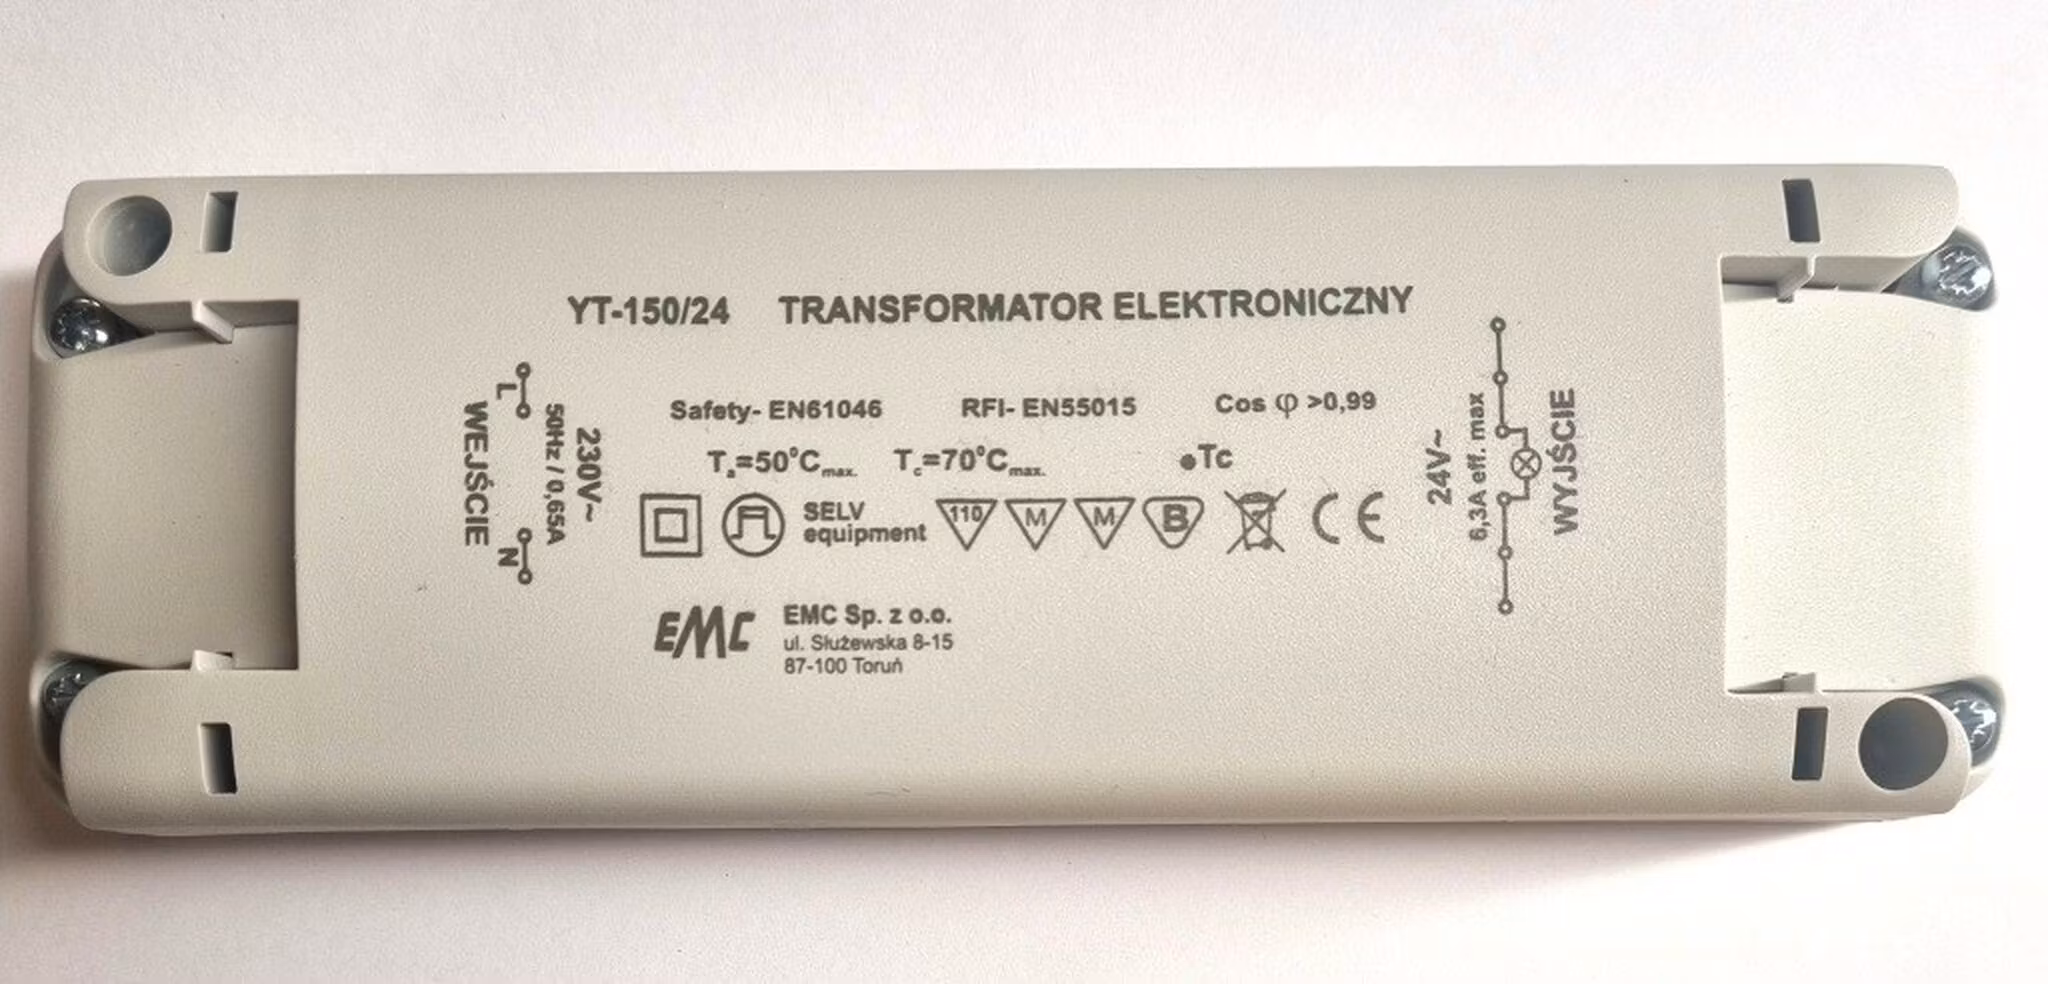 YT-150/24 TRANSFORMATOR ELEKTRONICZNY
WEJŚCIE
L
N
50Hz / 0,65A
230V~
Safety- EN61046 RFI- EN55015 Cos φ >0,99
Ta=50°Cmax. Tc=70°Cmax. •Tc
SELV
equipment
110
M
M
B
CE
24V~
6,3A eff. max
WYJŚCIE
EMC
EMC Sp. z o.o.
ul. Służewska 8-15
87-100 Toruń